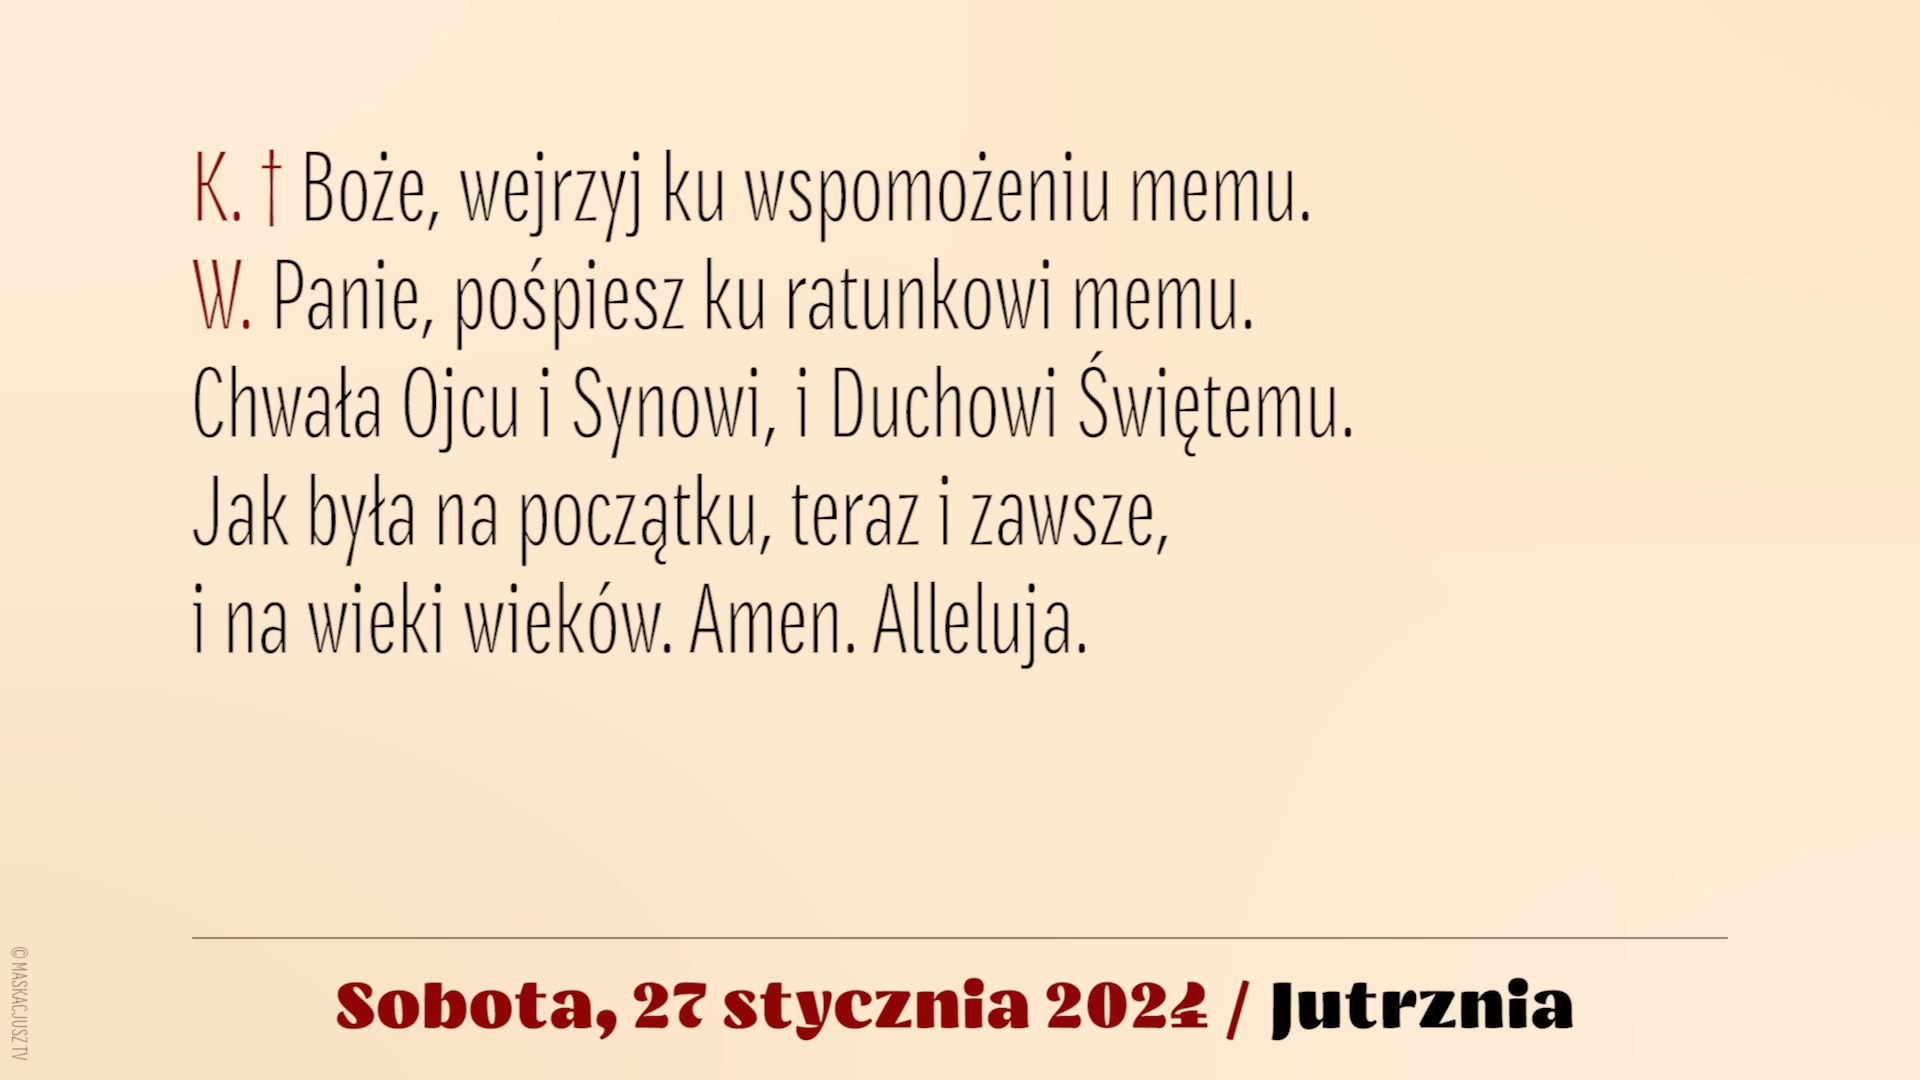 K. † Boże, wejrzyj ku wspomożeniu memu.
W. Panie, pośpiesz ku ratunkowi memu.
Chwała Ojcu i Synowi, i Duchowi Świętemu.
Jak była na początku, teraz i zawsze,
i na wieki wieków. Amen. Alleluja.
Sobota, 27 stycznia 2024 / Jutrznia
© MASKACJUSZ TV